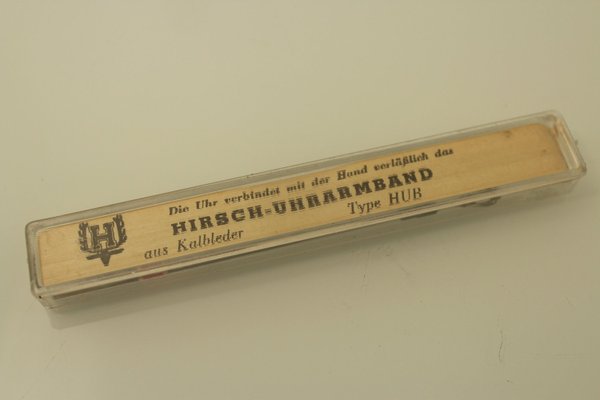 H
Die Uhr verbindet mit der Hand verläßlich das
HIRSCH-UHRARMBAND
aus Kalbleder Type HUB